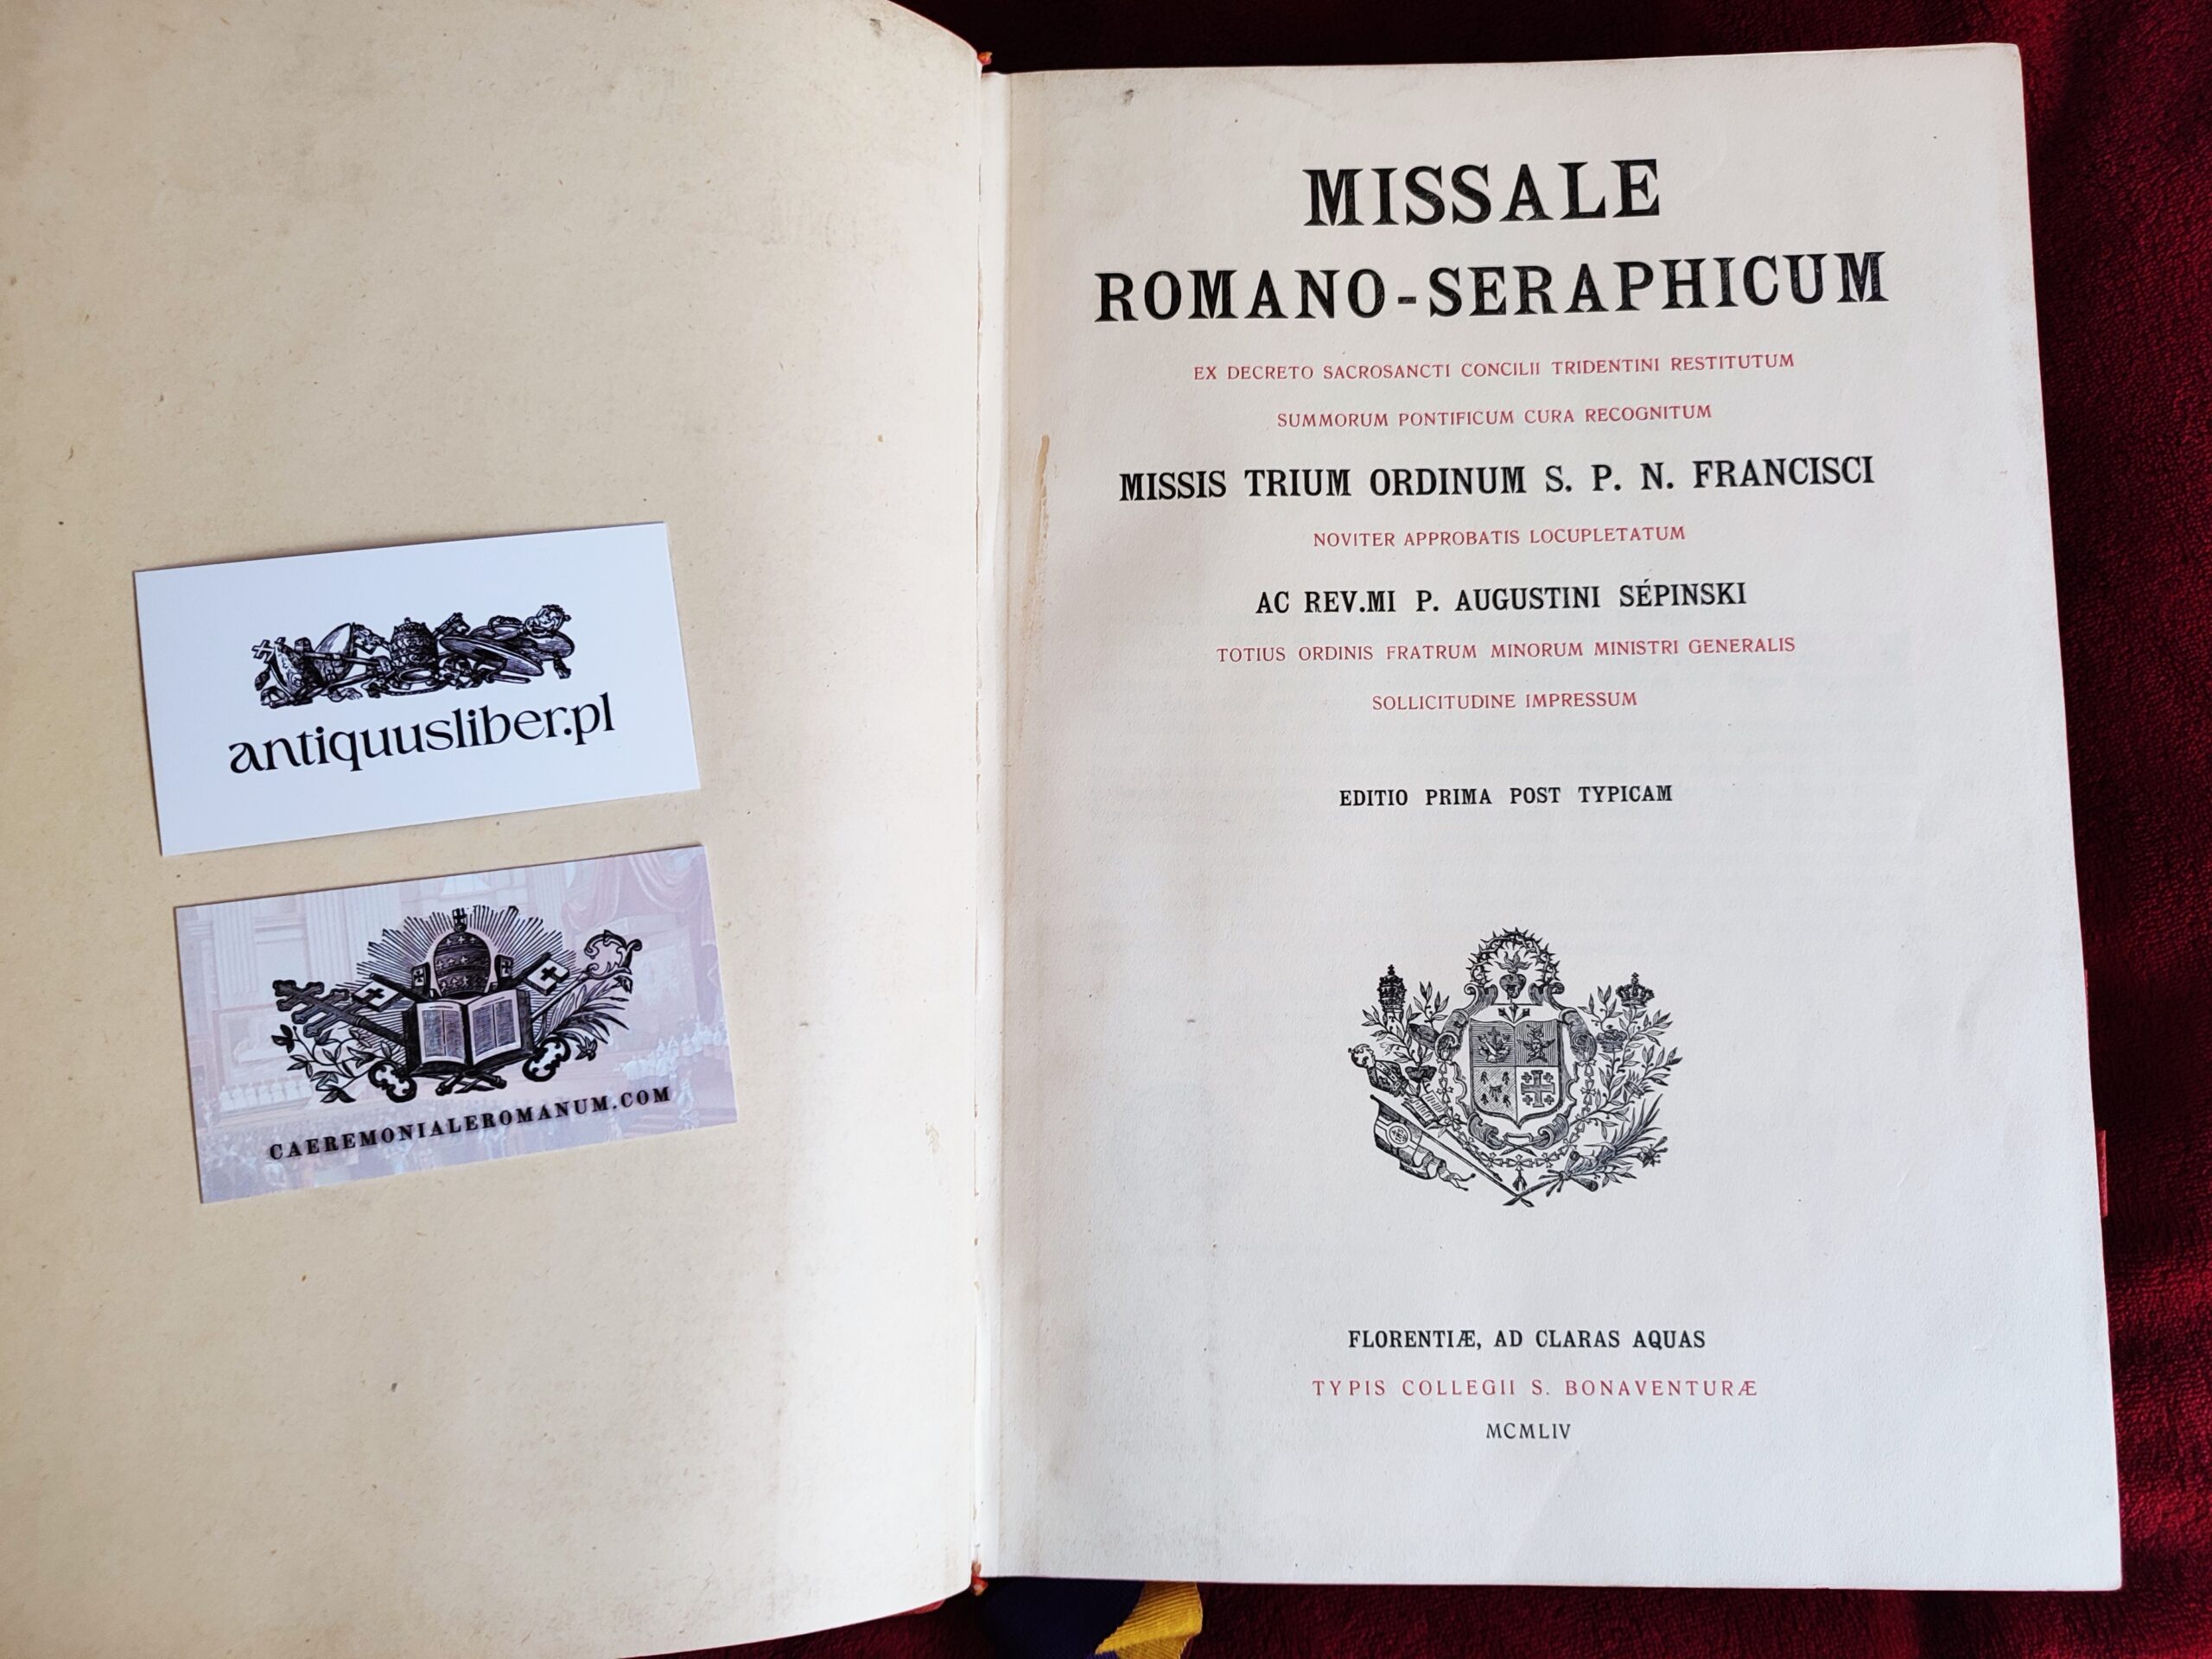 antiquusliber.pl
CAEREMONIALEROMANUM.COM
MISSALE
ROMANO-SERAPHICUM
EX DECRETO SACROSANCTI CONCILII TRIDENTINI RESTITUTUM
SUMMORUM PONTIFICUM CURA RECOGNITUM
MISSIS TRIUM ORDINUM S. P. N. FRANCISCI
NOVITER APPROBATIS LOCUPLETATUM
AC REV.MI P. AUGUSTINI SÉPINSKI
TOTIUS ORDINIS FRATRUM MINORUM MINISTRI GENERALIS
SOLLICITUDINE IMPRESSUM
EDITIO PRIMA POST TYPICAM
FLORENTIÆ, AD CLARAS AQUAS
TYPIS COLLEGII S. BONAVENTURÆ
MCMLIV